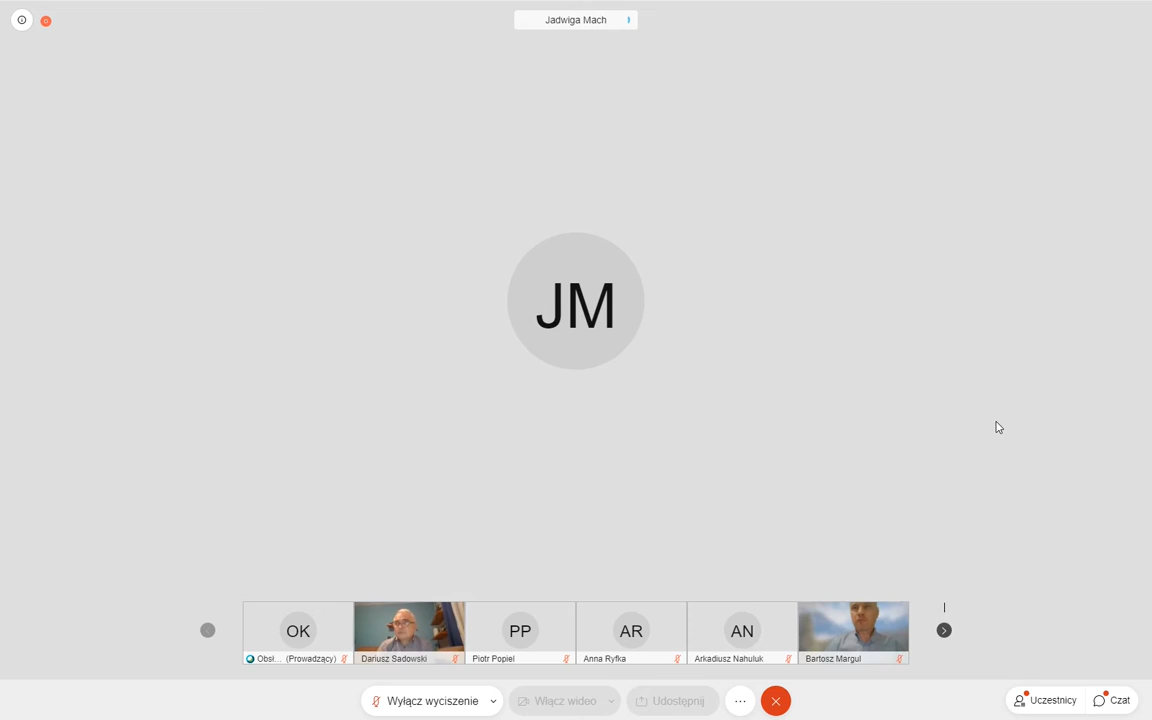 Jadwiga Mach
JM
OK
PP
AR
AN
Obsł... (Prowadzący)
Dariusz Sadowski
Piotr Popiel
Anna Ryfka
Arkadiusz Nahuluk
Bartosz Margul
Wyłącz wyciszenie
Włącz wideo
Udostępnij
Uczestnicy
Czat